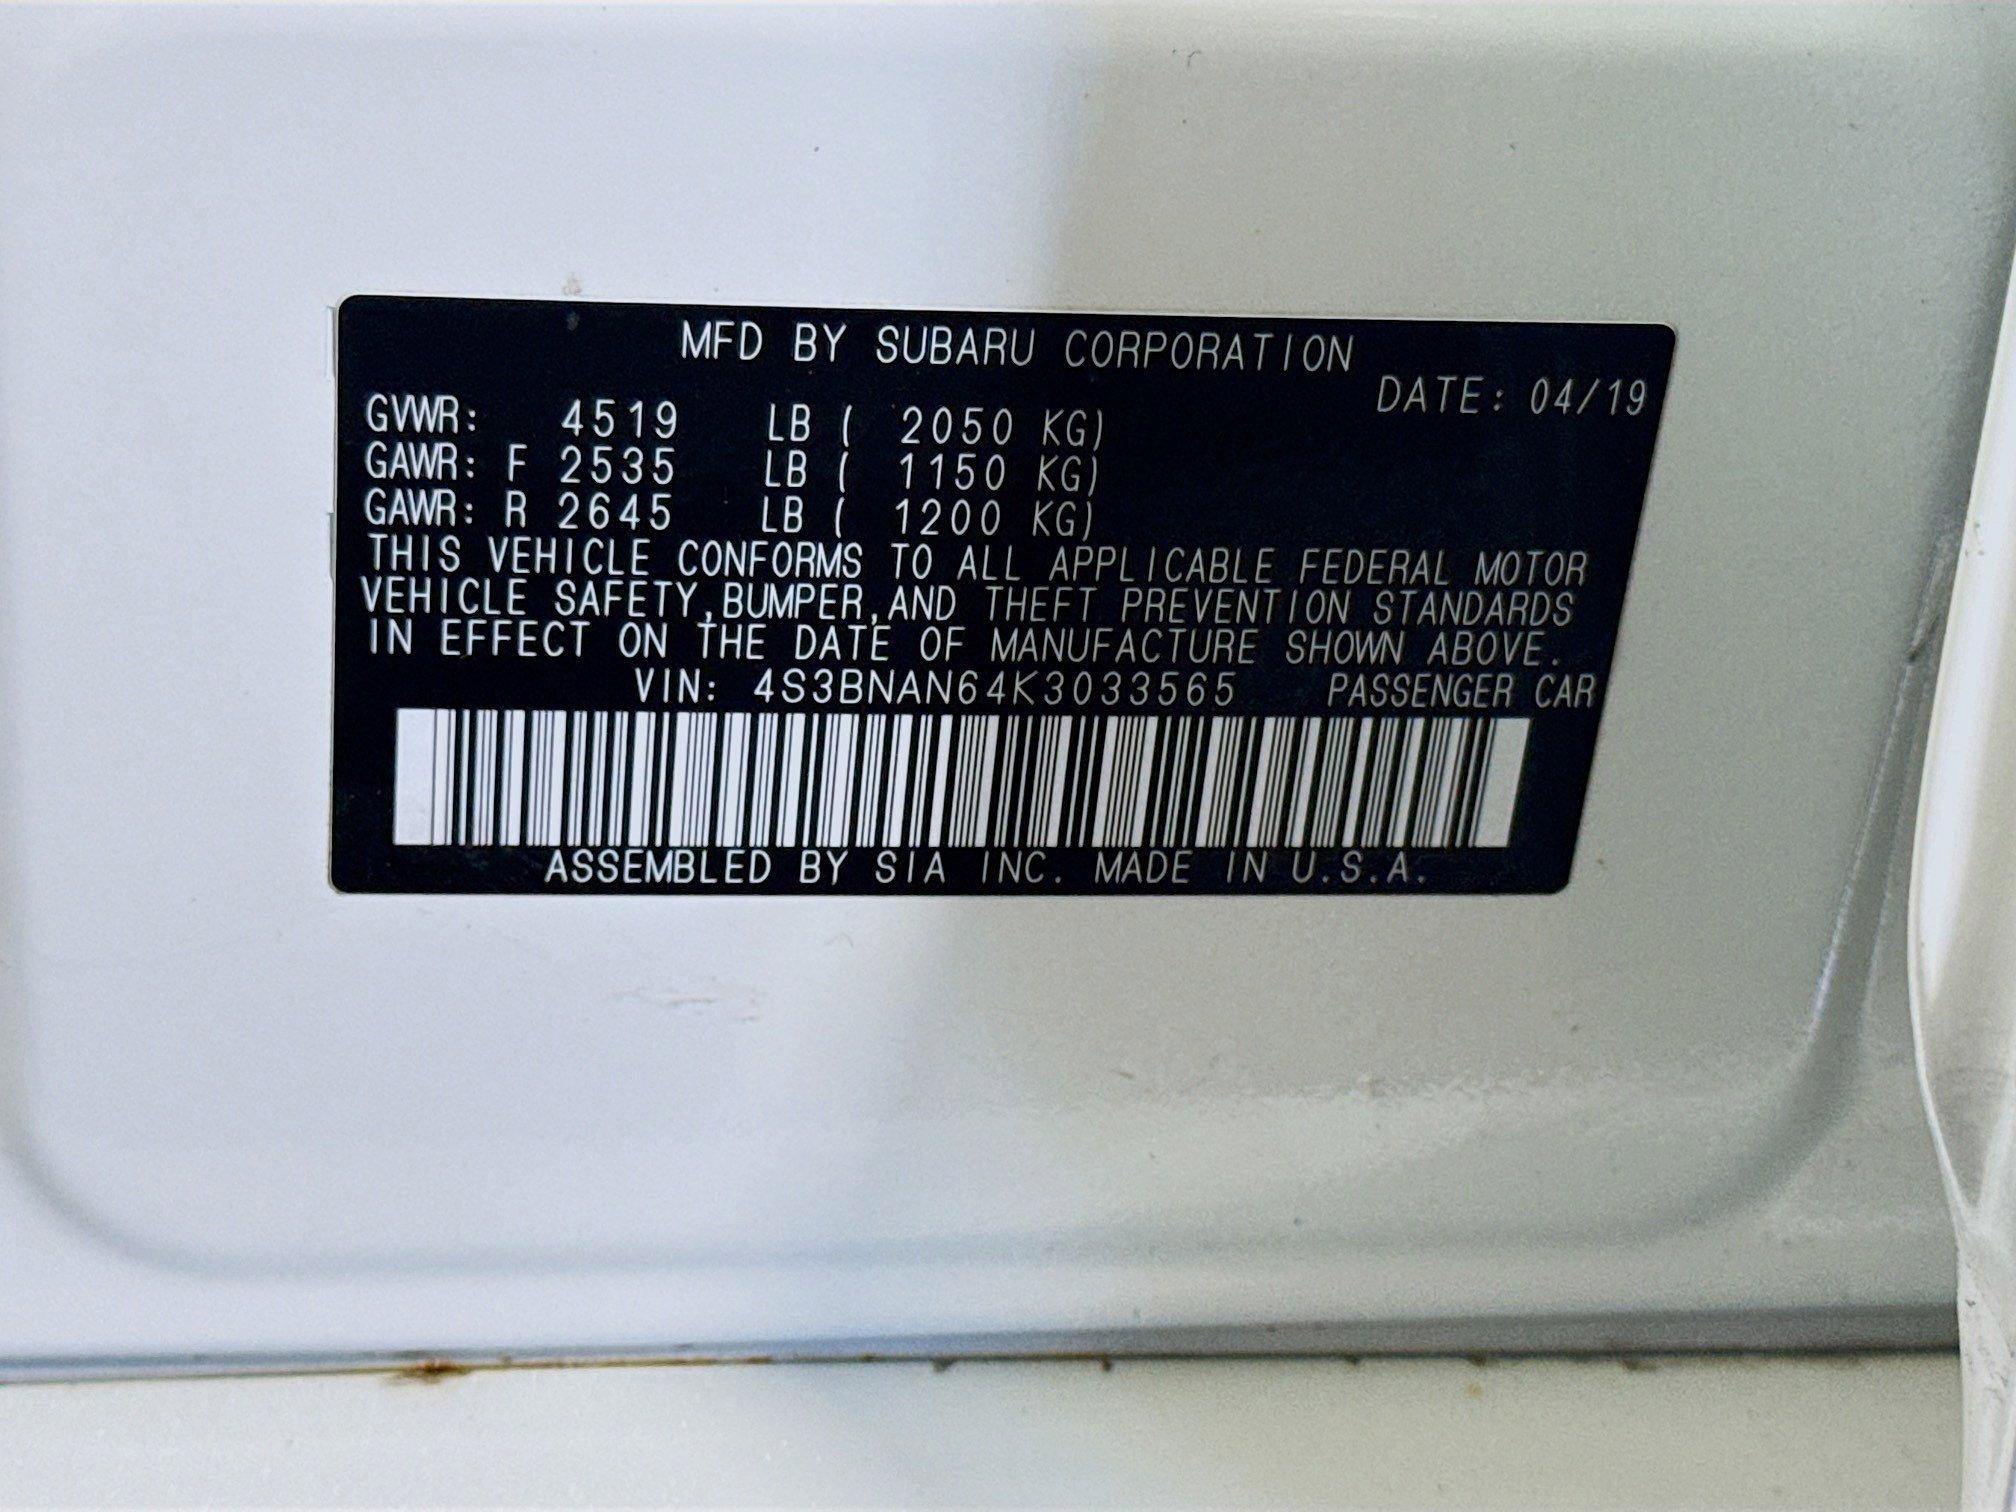 MFD BY SUBARU CORPORATION
DATE: 04/19
GVWR: 4519 LB ( 2050 KG)
GAWR: F 2535 LB ( 1150 KG)
GAWR: R 2645 LB ( 1200 KG)
THIS VEHICLE CONFORMS TO ALL APPLICABLE FEDERAL MOTOR
VEHICLE SAFETY,BUMPER,AND THEFT PREVENTION STANDARDS
IN EFFECT ON THE DATE OF MANUFACTURE SHOWN ABOVE.
VIN: 4S3BNAN64K3033565 PASSENGER CAR
ASSEMBLED BY SIA INC. MADE IN U.S.A.